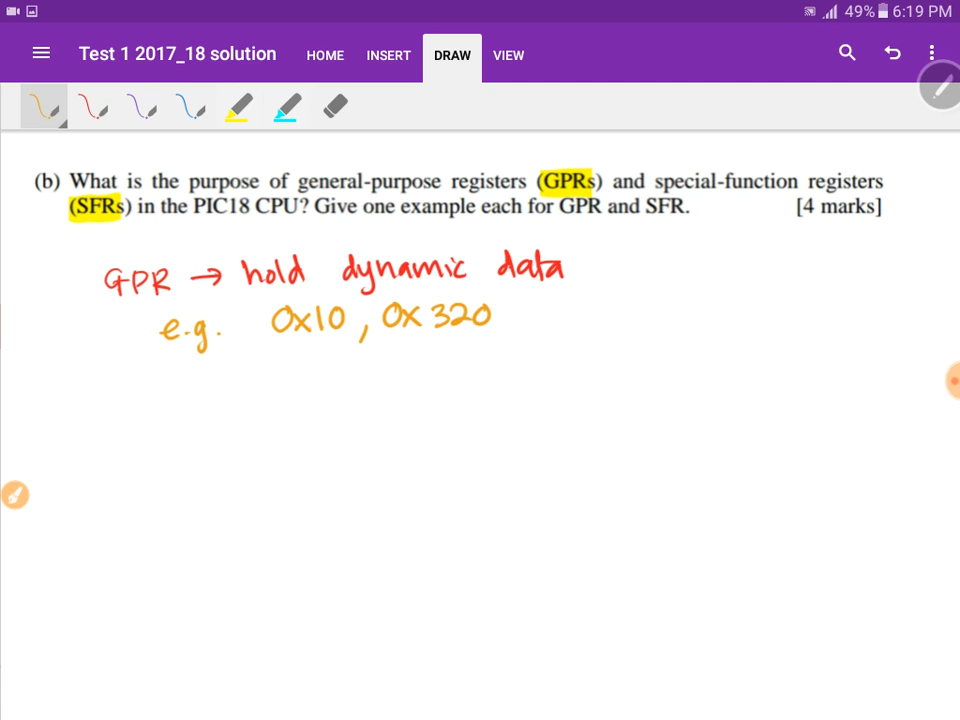 49% 6:19 PM
Test 1 2017_18 solution HOME INSERT DRAW VIEW
(b) What is the purpose of general-purpose registers (GPRs) and special-function registers
(SFRs) in the PIC18 CPU? Give one example each for GPR and SFR. [4 marks]
GPR → hold dynamic data
e.g. 0x10, 0x320